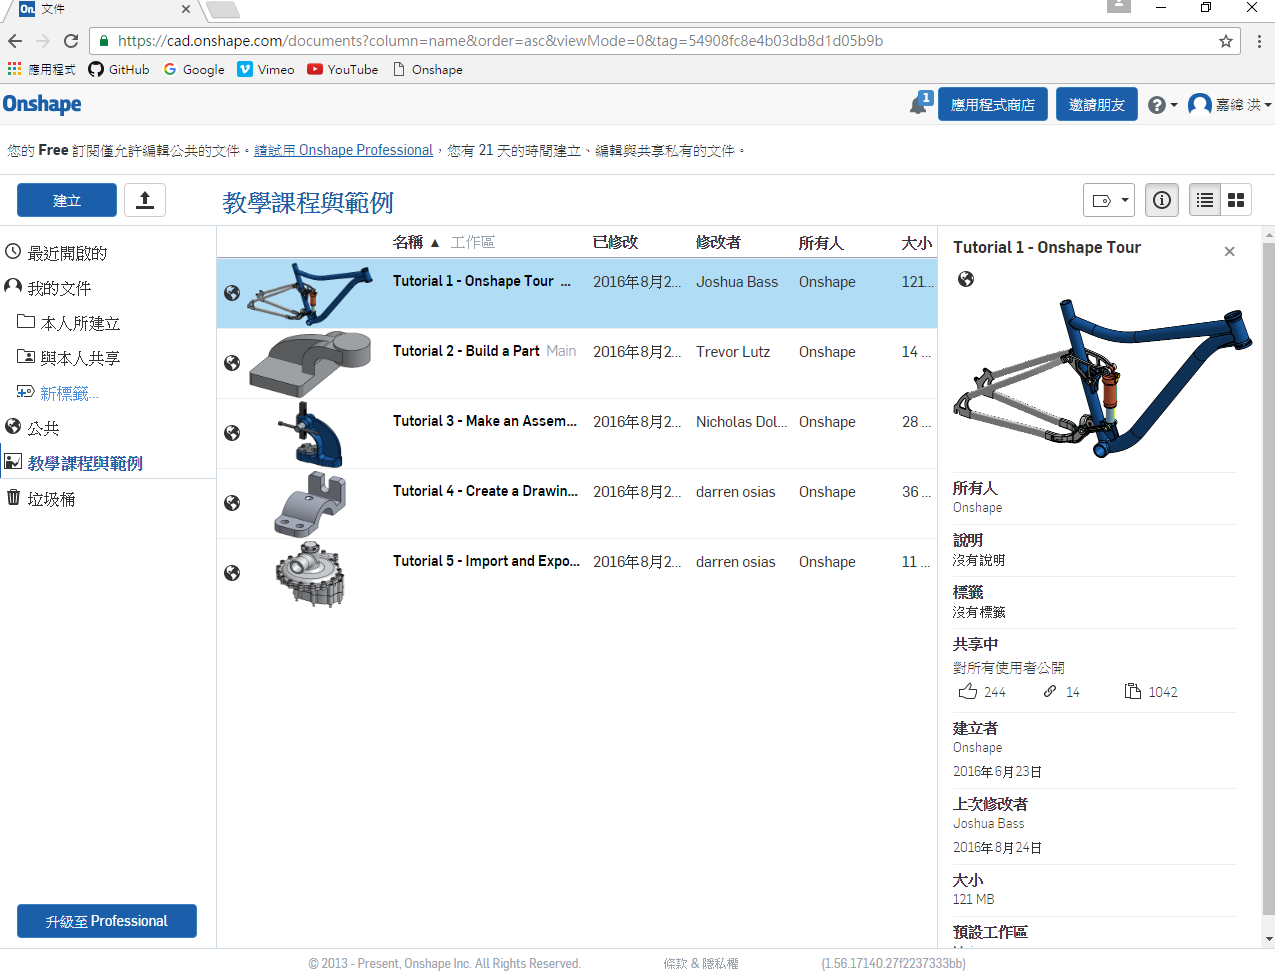 On. 文件
https://cad.onshape.com/documents?column=name&order=asc&viewMode=0&tag=54908fc8e4b03db8d1d05b9b
應用程式 GitHub Google Vimeo YouTube Onshape
Onshape 1 應用程式商店 邀請朋友 嘉緯 洪
您的 Free 訂閱僅允許編輯公共的文件。請試用 Onshape Professional，您有 21 天的時間建立、編輯與共享私有的文件。
建立 教學課程與範例
最近開啟的
我的文件
本人所建立
與本人共享
新標籤...
公共
教學課程與範例
垃圾桶
升級至 Professional
名稱 ▲ 工作區 已修改 修改者 所有人 大小
Tutorial 1 - Onshape Tour ... 2016年8月2... Joshua Bass Onshape 121...
Tutorial 2 - Build a Part Main 2016年8月2... Trevor Lutz Onshape 14 ...
Tutorial 3 - Make an Assem... 2016年8月2... Nicholas Dol... Onshape 28 ...
Tutorial 4 - Create a Drawin... 2016年8月2... darren osias Onshape 36 ...
Tutorial 5 - Import and Expo... 2016年8月2... darren osias Onshape 11 ...
Tutorial 1 - Onshape Tour
所有人
Onshape
說明
沒有說明
標籤
沒有標籤
共享中
對所有使用者公開
244 14 1042
建立者
Onshape
2016年6月23日
上次修改者
Joshua Bass
2016年8月24日
大小
121 MB
預設工作區
© 2013 - Present, Onshape Inc. All Rights Reserved. 條款 & 隱私權 (1.56.17140.27f2237333bb)